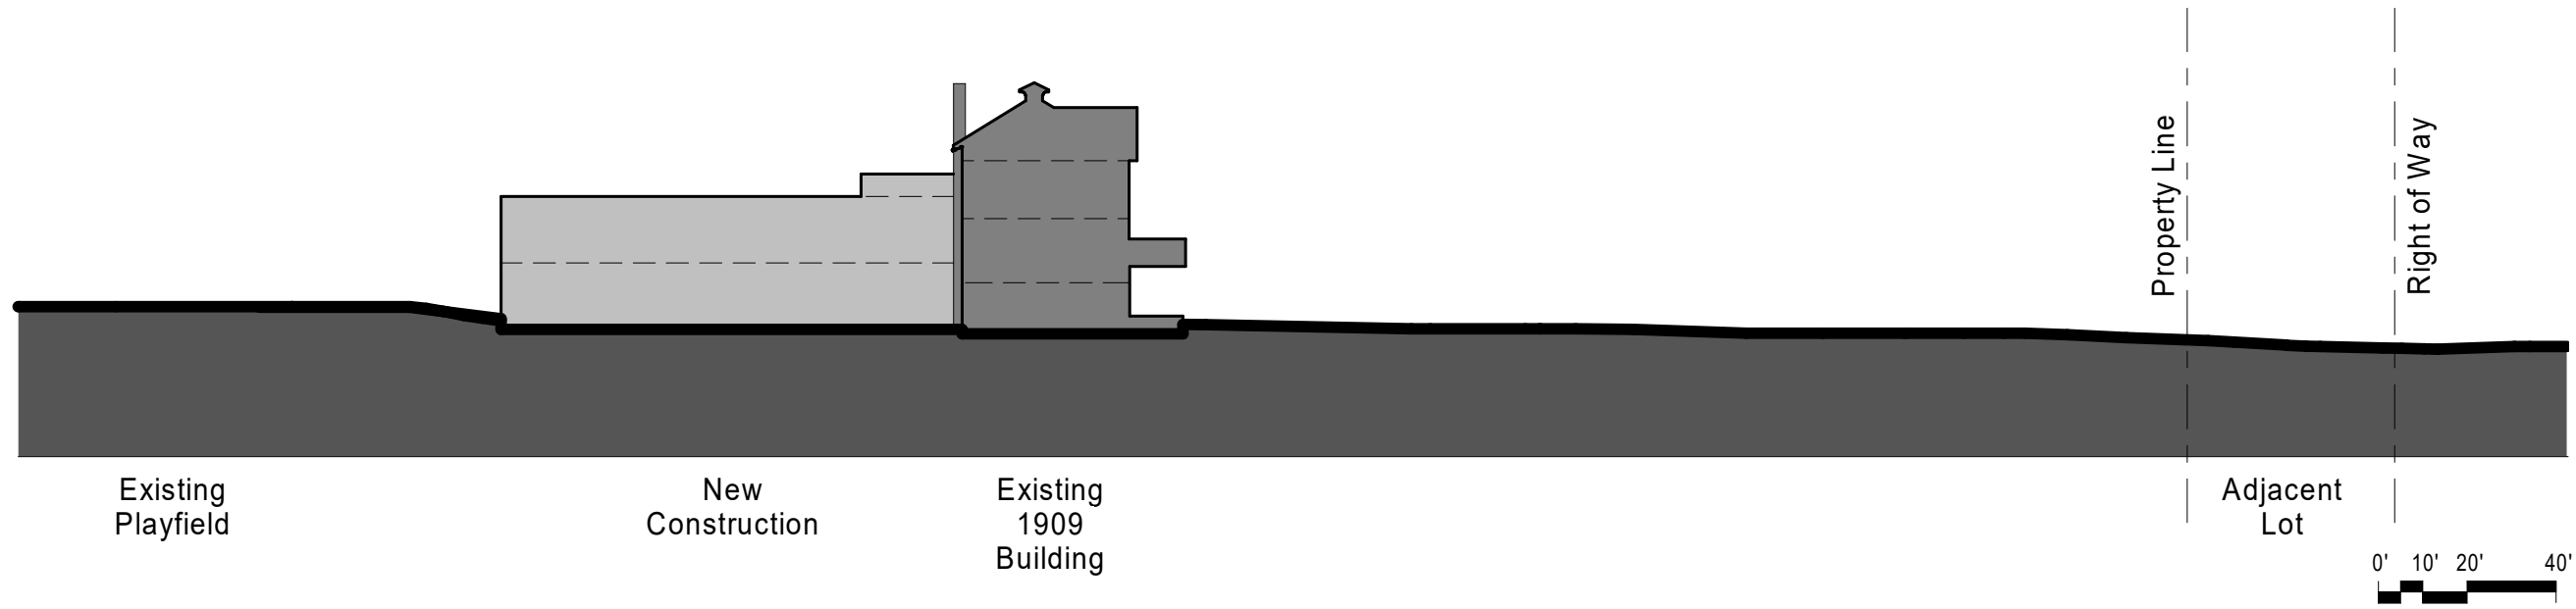 Property Line
Right of Way
Existing
Playfield
New
Construction
Existing
1909
Building
Adjacent
Lot
0' 10' 20' 40'